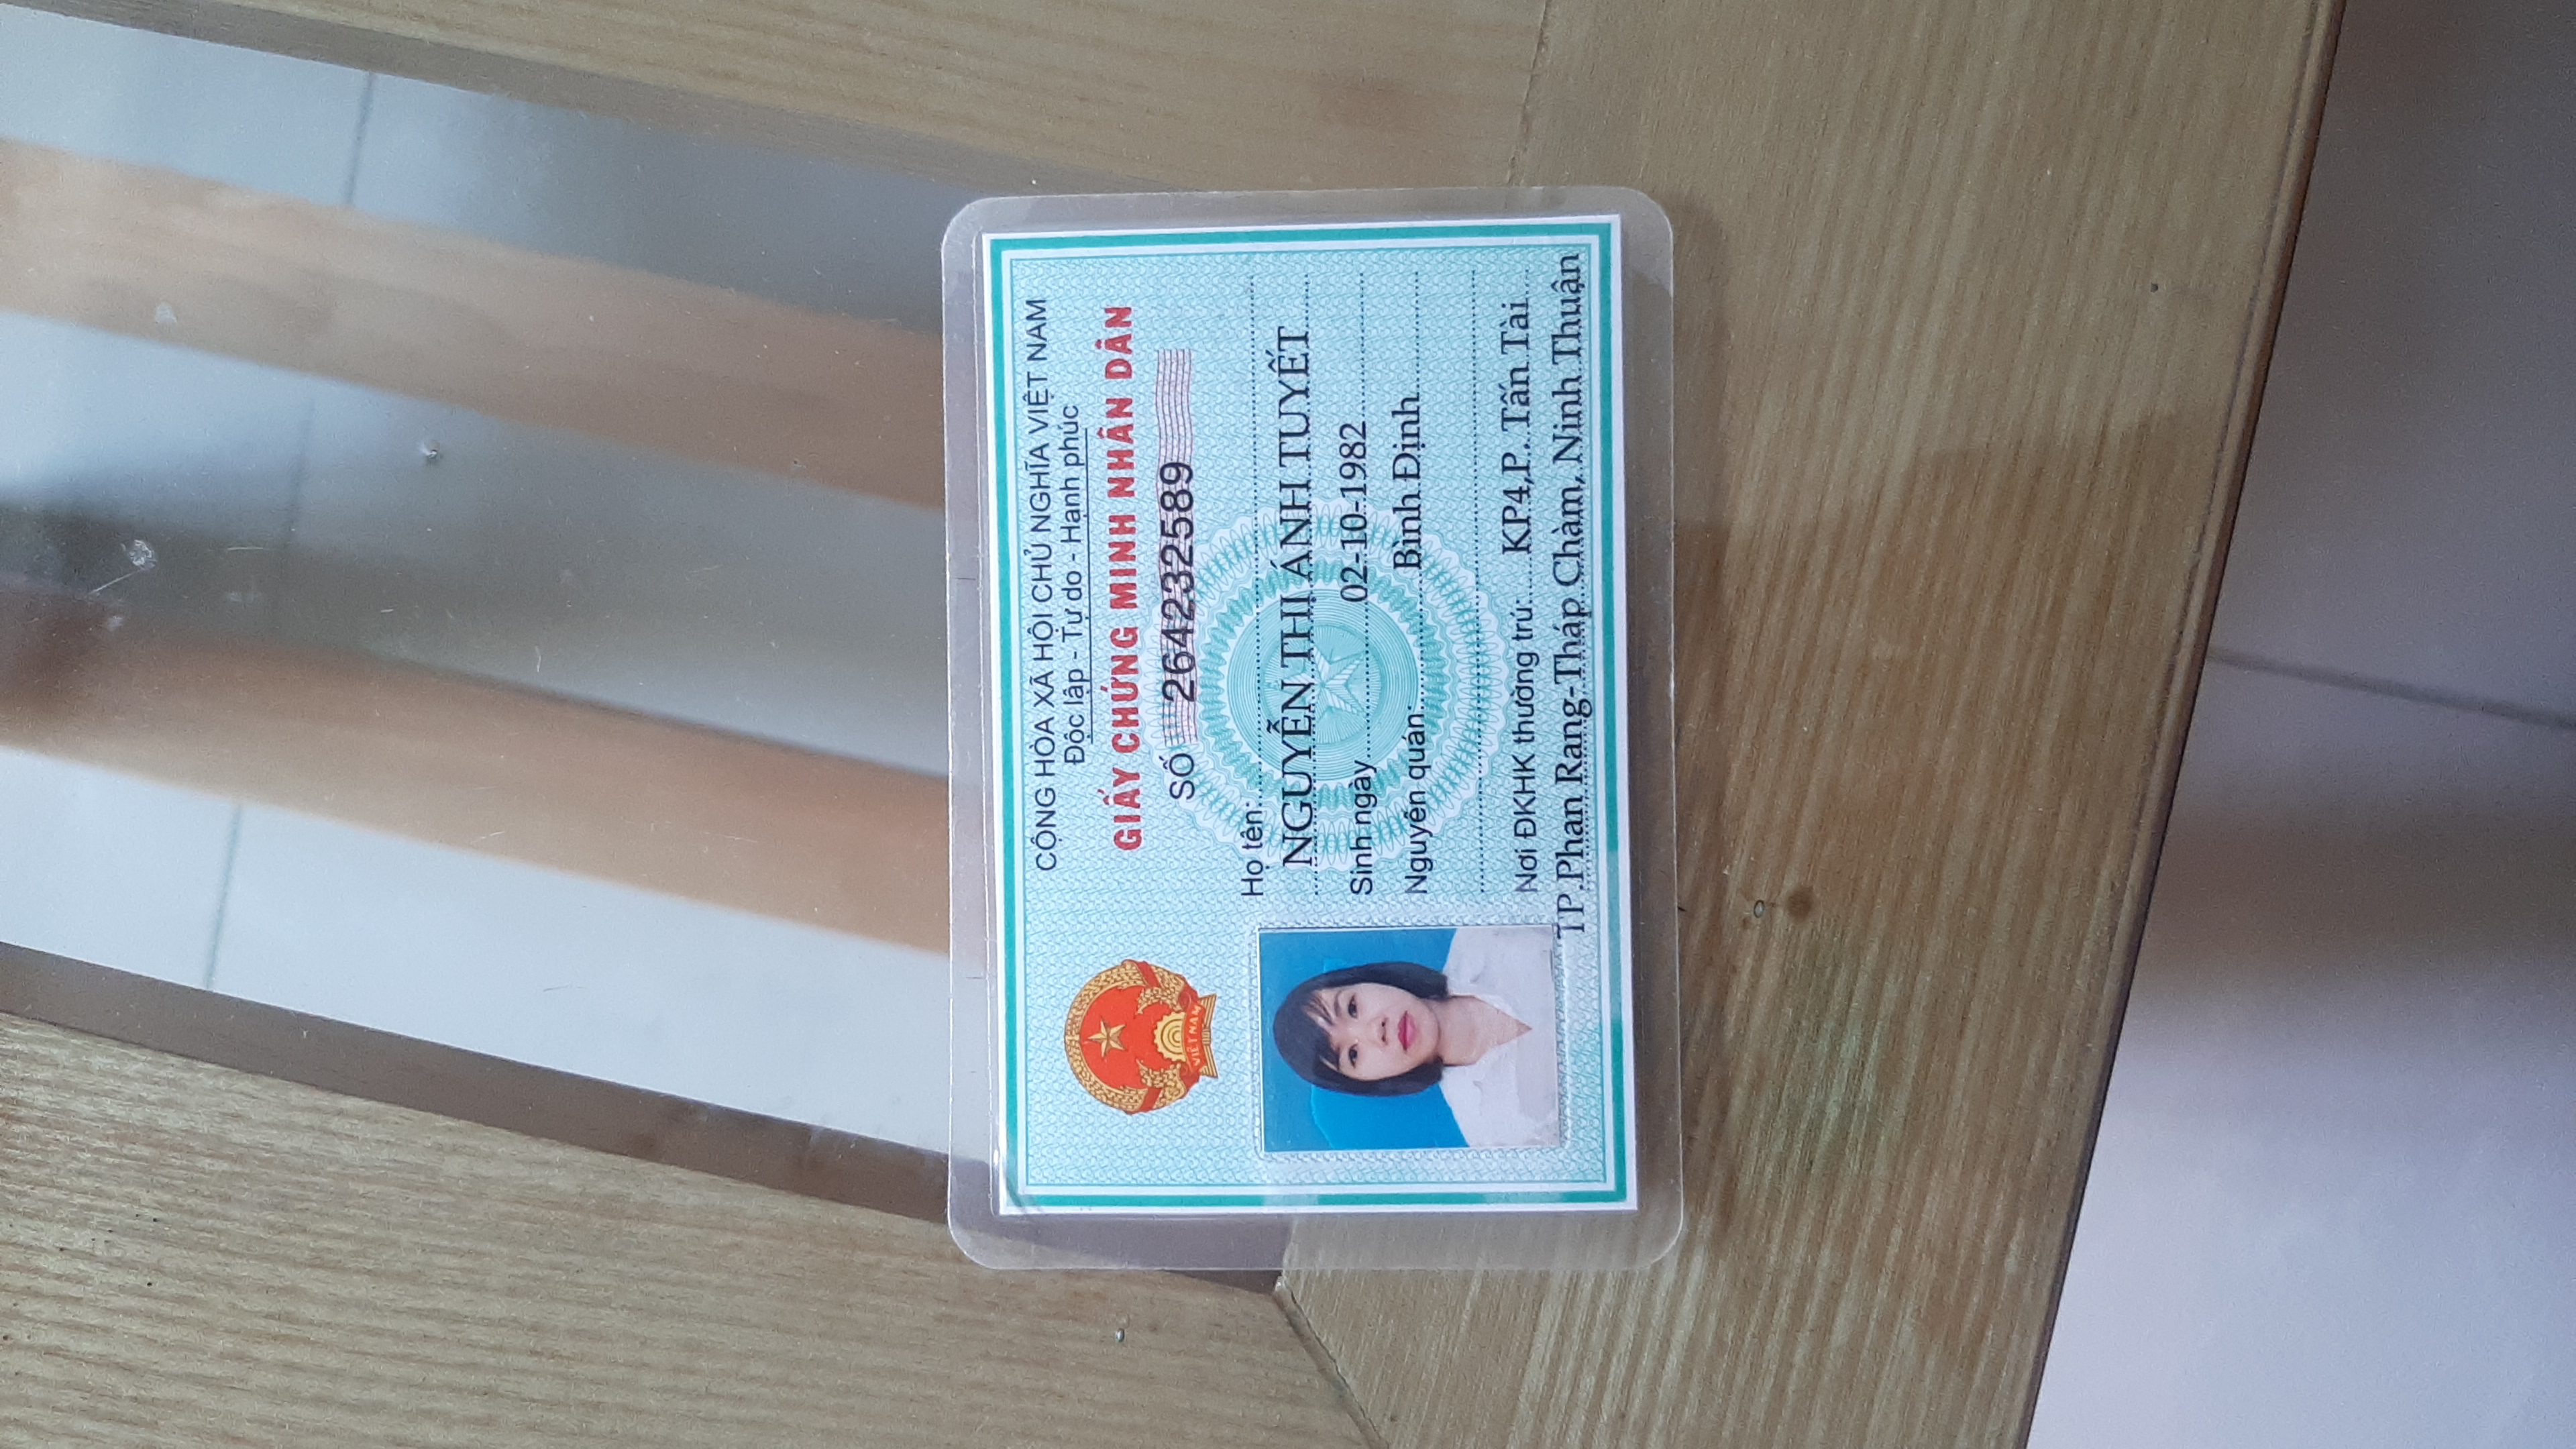 CỘNG HÒA XÃ HỘI CHỦ NGHĨA VIỆT NAM
Độc lập - Tự do - Hạnh phúc
GIẤY CHỨNG MINH NHÂN DÂN
SỐ 264232589
VIỆT NAM
Họ tên:
NGUYỄN THỊ ÁNH TUYẾT
Sinh ngày 02-10-1982
Nguyên quán: Bình Định
Nơi ĐKHK thường trú: KP4,P. Tấn Tài
TP.Phan Rang-Tháp Chàm, Ninh Thuận